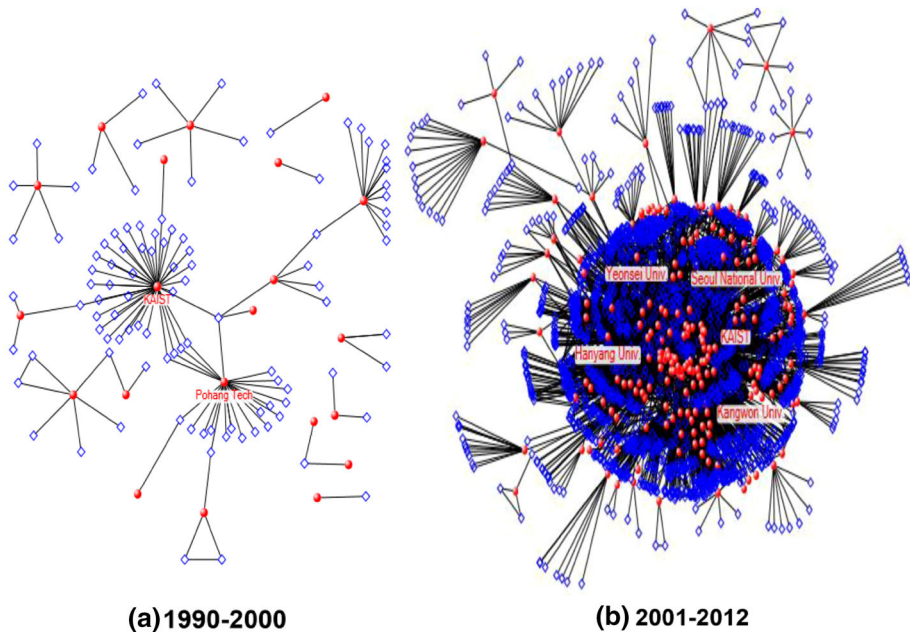 KAIST
Pohang Tech
Yeonsei Univ.
Seoul National Univ.
KAIST
Hanyang Univ.
Kangwon Univ.
(a) 1990-2000
(b) 2001-2012